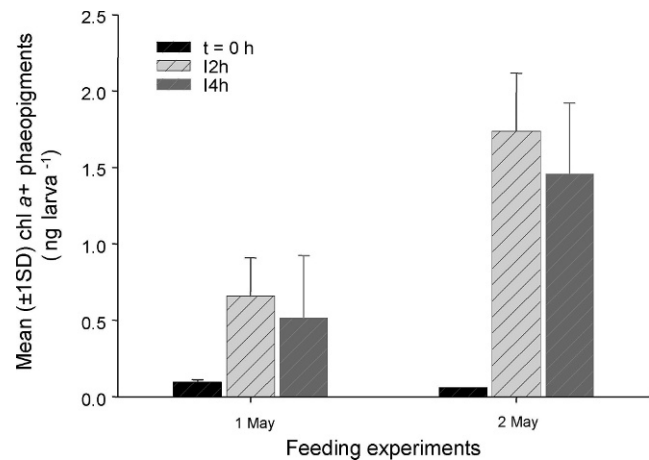 Mean (±1SD) chl a+ phaeopigments
(ng larva ⁻¹)
2.5
2.0
1.5
1.0
0.5
0.0
t = 0 h
I2h
I4h
1 May
2 May
Feeding experiments